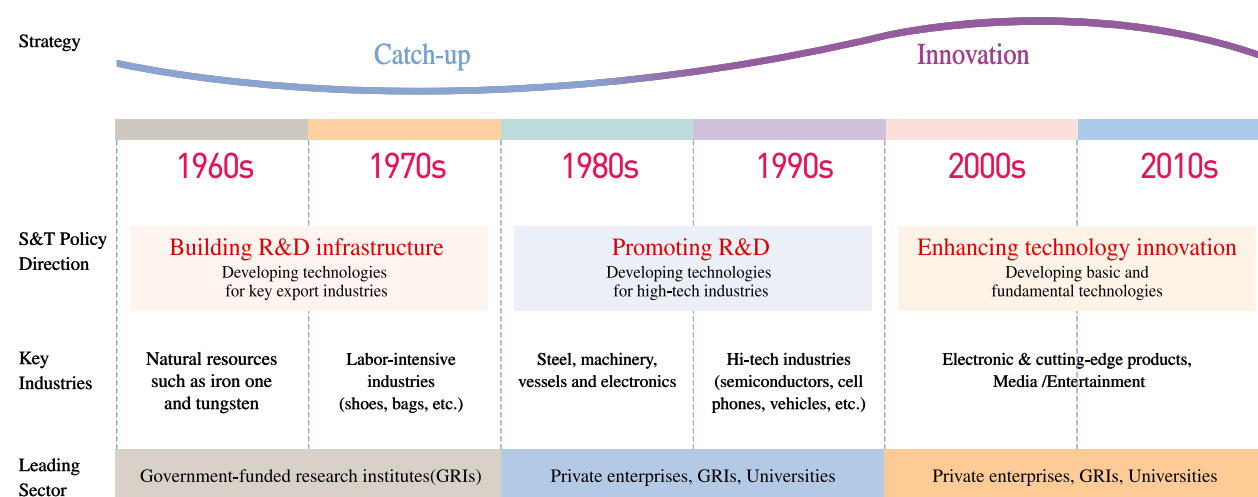 Strategy
Catch-up
Innovation
1960s
1970s
1980s
1990s
2000s
2010s
S&T Policy
Direction
Building R&D infrastructure
Developing technologies
for key export industries
Promoting R&D
Developing technologies
for high-tech industries
Enhancing technology innovation
Developing basic and
fundamental technologies
Key
Industries
Natural resources
such as iron one
and tungsten
Labor-intensive
industries
(shoes, bags, etc.)
Steel, machinery,
vessels and electronics
Hi-tech industries
(semiconductors, cell
phones, vehicles, etc.)
Electronic & cutting-edge products,
Media /Entertainment
Leading
Sector
Government-funded research institutes(GRIs)
Private enterprises, GRIs, Universities
Private enterprises, GRIs, Universities